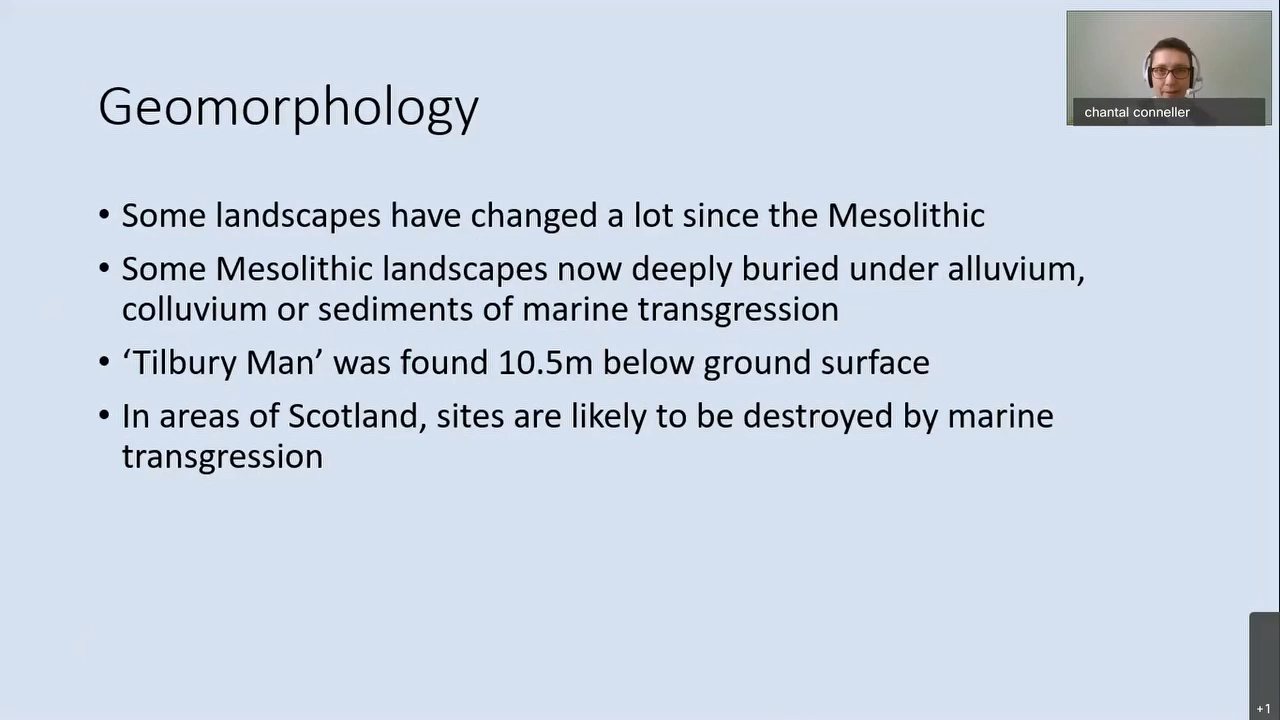 Geomorphology
chantal conneller
• Some landscapes have changed a lot since the Mesolithic
• Some Mesolithic landscapes now deeply buried under alluvium,
colluvium or sediments of marine transgression
• ‘Tilbury Man’ was found 10.5m below ground surface
• In areas of Scotland, sites are likely to be destroyed by marine
transgression
+1